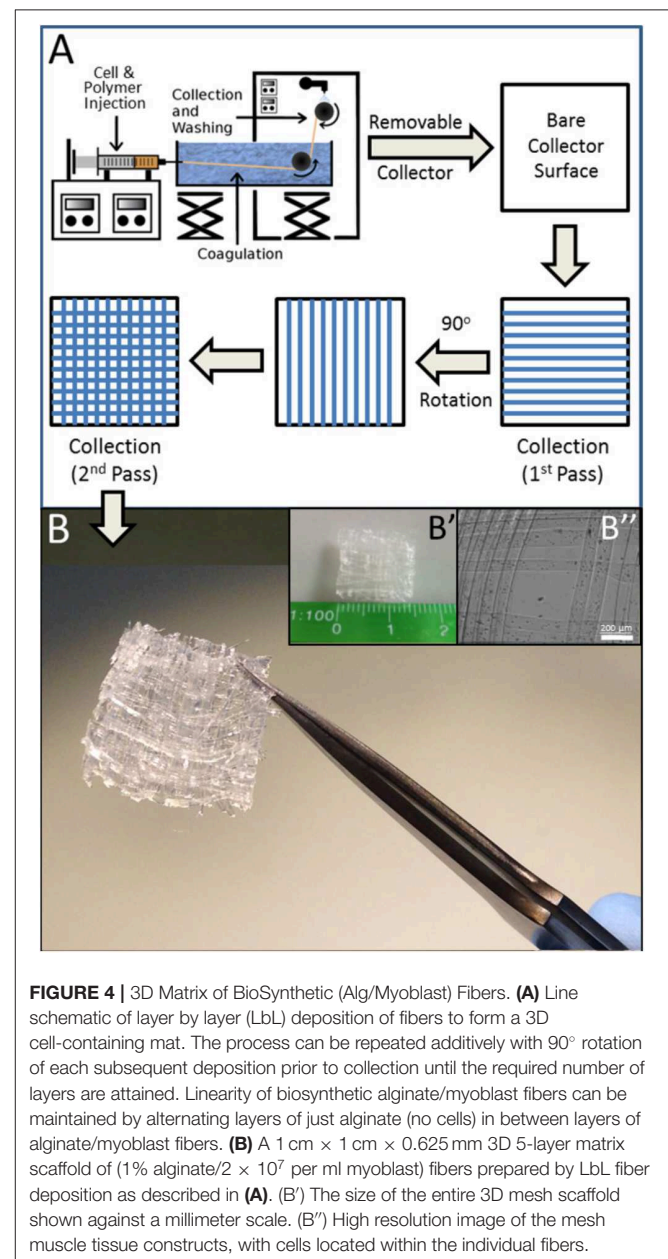 A
Cell &
Polymer
Injection
Collection
and
Washing
Coagulation
Removable
Collector
Bare
Collector
Surface
90°
Rotation
Collection
(2nd Pass)
Collection
(1st Pass)
B
B′
1:100
0 1 2
B″
200 µm
FIGURE 4 | 3D Matrix of BioSynthetic (Alg/Myoblast) Fibers. (A) Line
schematic of layer by layer (LbL) deposition of fibers to form a 3D
cell-containing mat. The process can be repeated additively with 90° rotation
of each subsequent deposition prior to collection until the required number of
layers are attained. Linearity of biosynthetic alginate/myoblast fibers can be
maintained by alternating layers of just alginate (no cells) in between layers of
alginate/myoblast fibers. (B) A 1 cm × 1 cm × 0.625 mm 3D 5-layer matrix
scaffold of (1% alginate/2 × 10⁷ per ml myoblast) fibers prepared by LbL fiber
deposition as described in (A). (B′) The size of the entire 3D mesh scaffold
shown against a millimeter scale. (B″) High resolution image of the mesh
muscle tissue constructs, with cells located within the individual fibers.